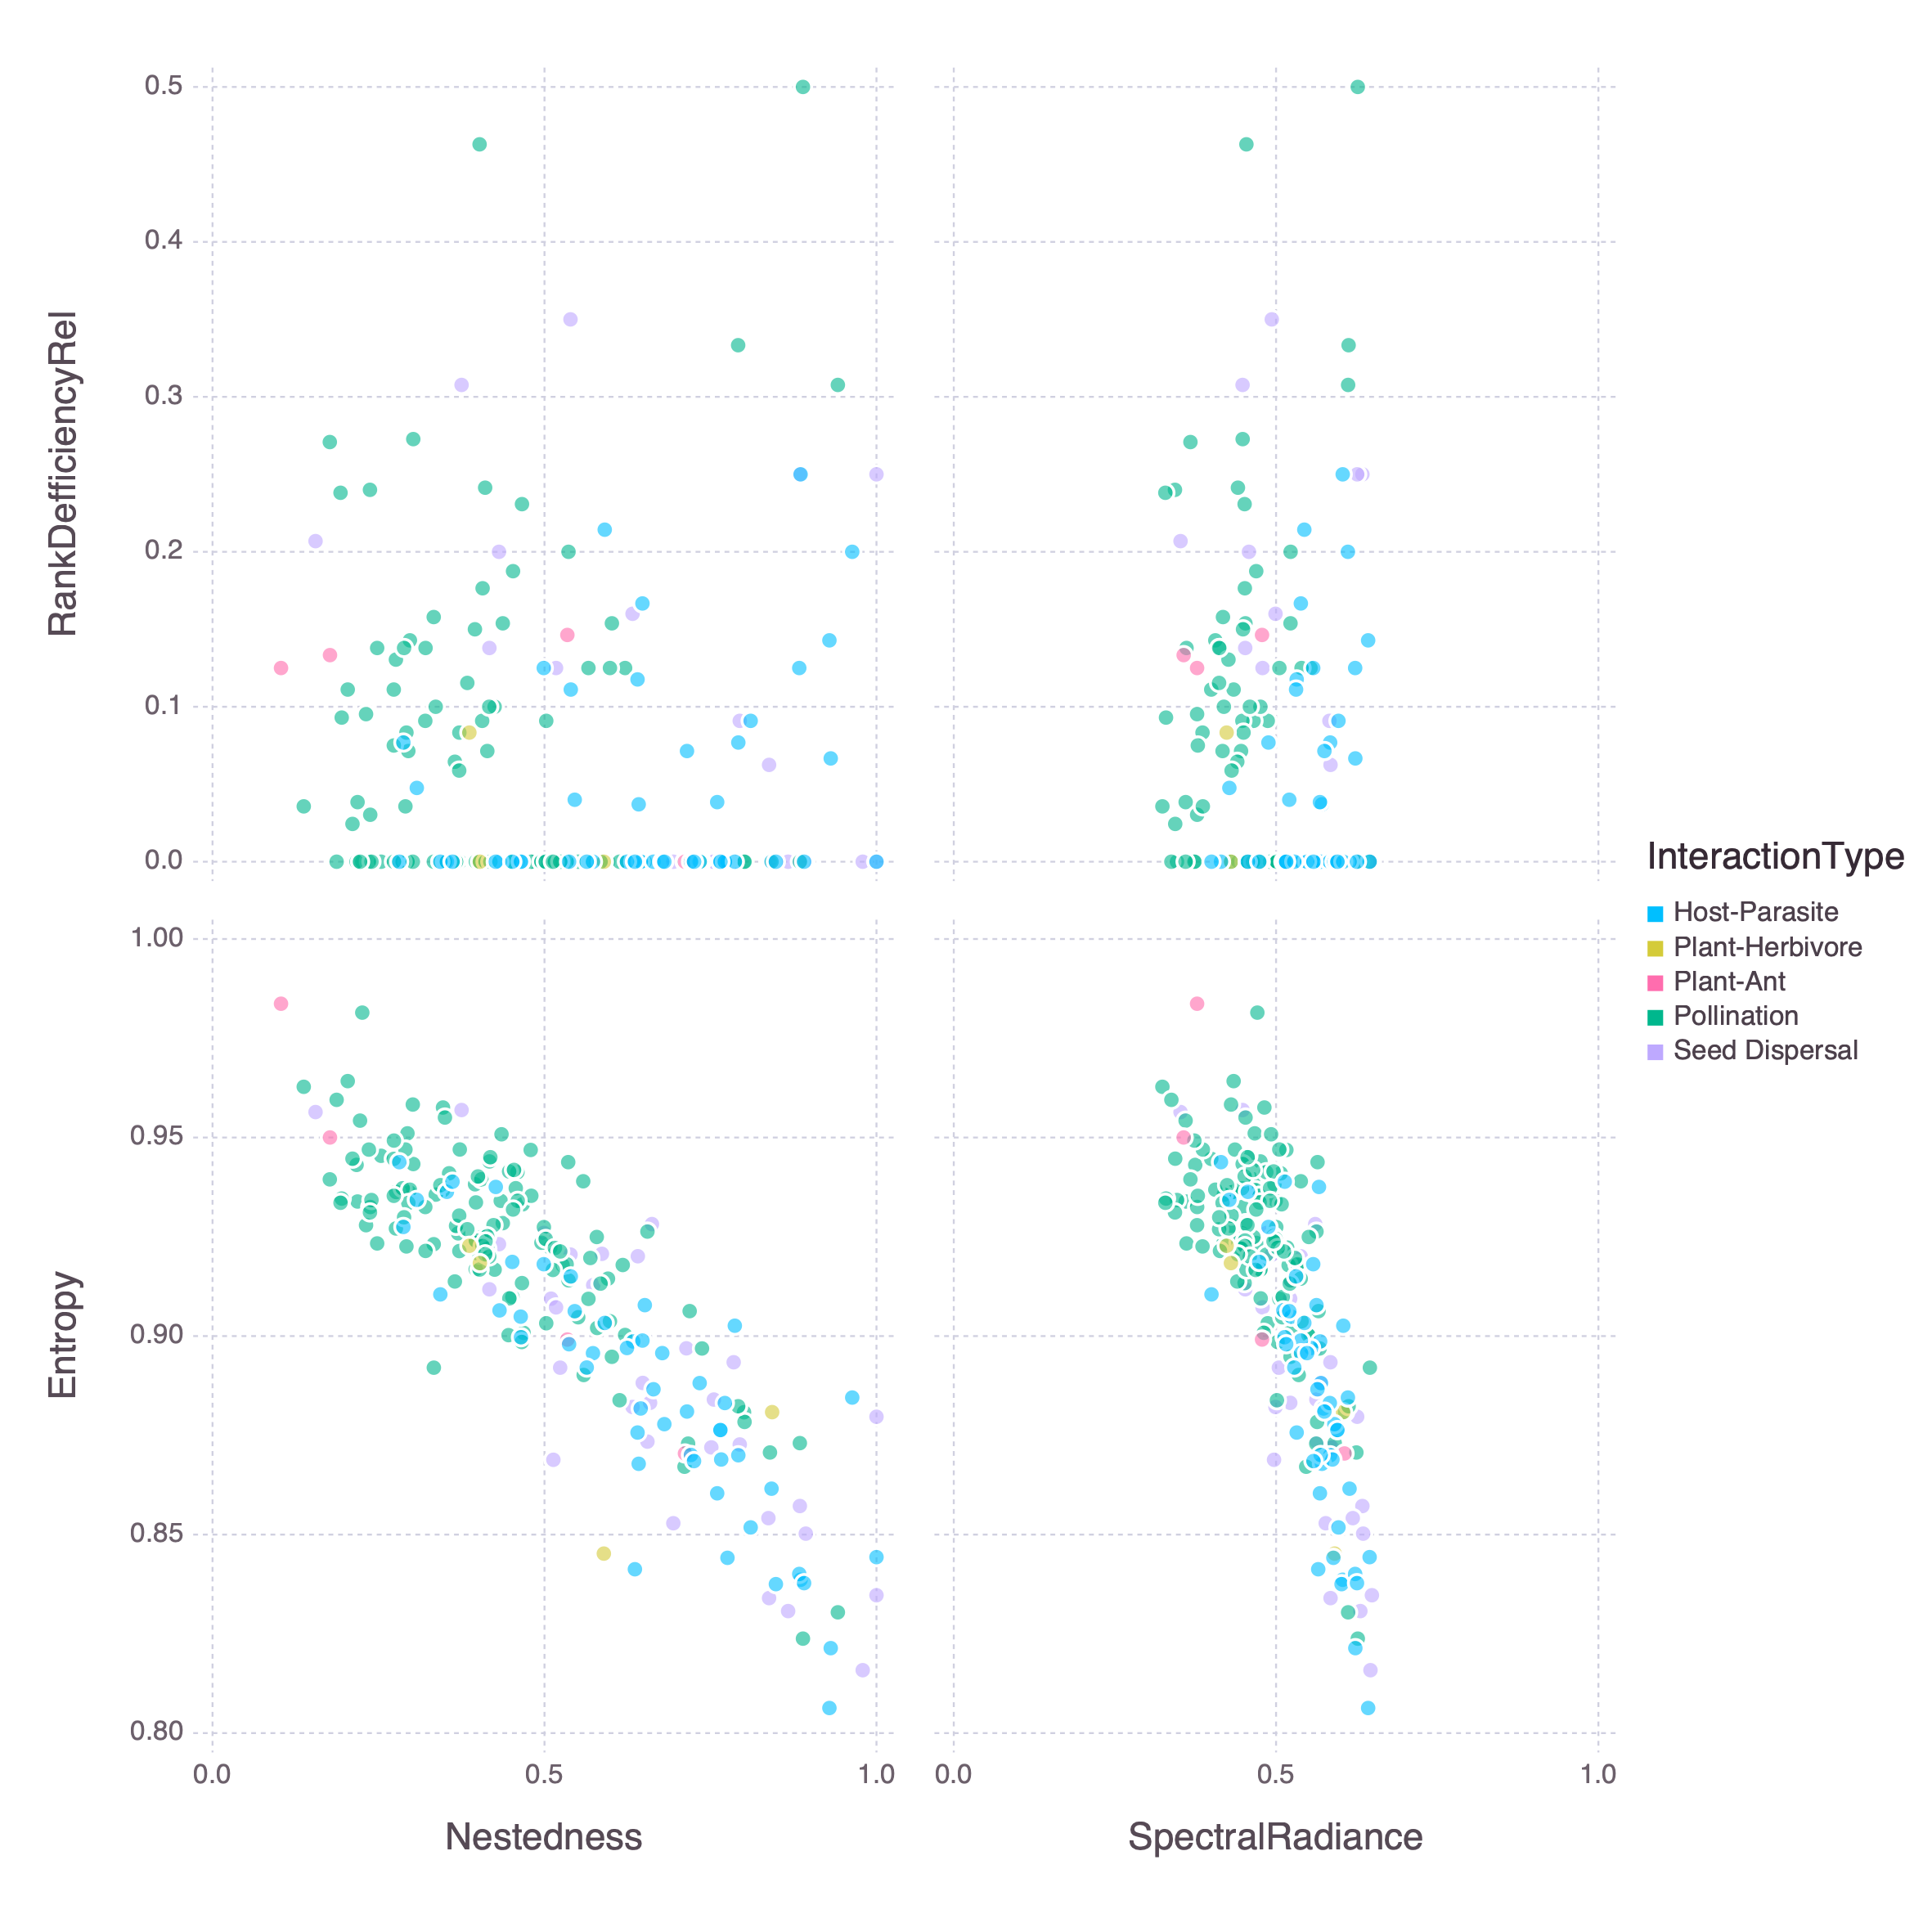 0.5
0.4
0.3
0.2
0.1
0.0
RankDefficiencyRel
1.00
0.95
0.90
0.85
0.80
Entropy
0.0 0.5 1.0 0.0 0.5 1.0
Nestedness SpectralRadiance
InteractionType
Host-Parasite
Plant-Herbivore
Plant-Ant
Pollination
Seed Dispersal